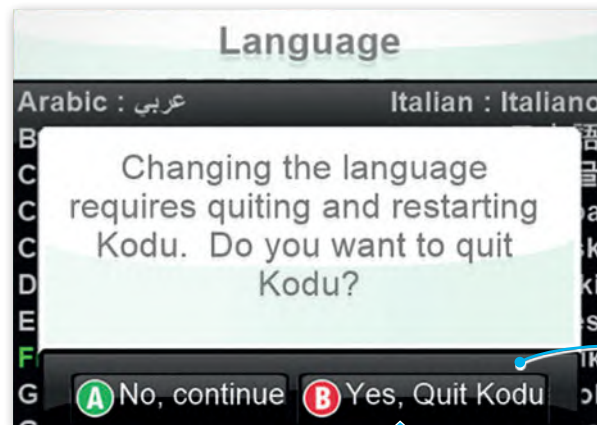 Language
Arabic : عربي
Italian : Italiano
Changing the language
requires quiting and restarting
Kodu. Do you want to quit
Kodu?
A No, continue
B Yes, Quit Kodu